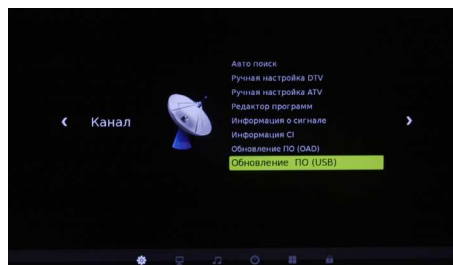 Канал
Авто поиск
Ручная настройка DTV
Ручная настройка ATV
Редактор программ
Информация о сигнале
Информация CI
Обновление ПО (OAD)
Обновление ПО (USB)